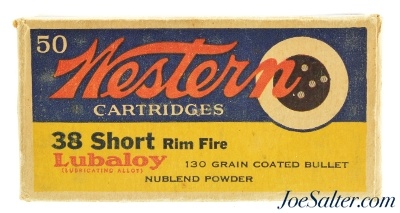 50
Western
CARTRIDGES
38 Short Rim Fire
Lubaloy 130 GRAIN COATED BULLET
(LUBRICATING ALLOY)
NUBLEND POWDER
JoeSalter.com